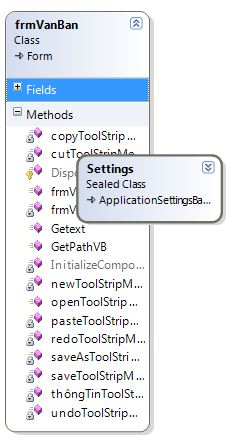 frmVanBan
Class
Form
Fields
Methods
copyToolStrip...
cutToolStripMe...
Settings
Sealed Class
ApplicationSettingsBa...
Dispo
frmV
frmV
Getext
GetPathVB
InitializeCompo...
newToolStripM...
openToolStrip...
pasteToolStrip...
redoToolStripM...
saveAsToolStri...
saveToolStripM...
thôngTinToolSt...
undoToolStrip...